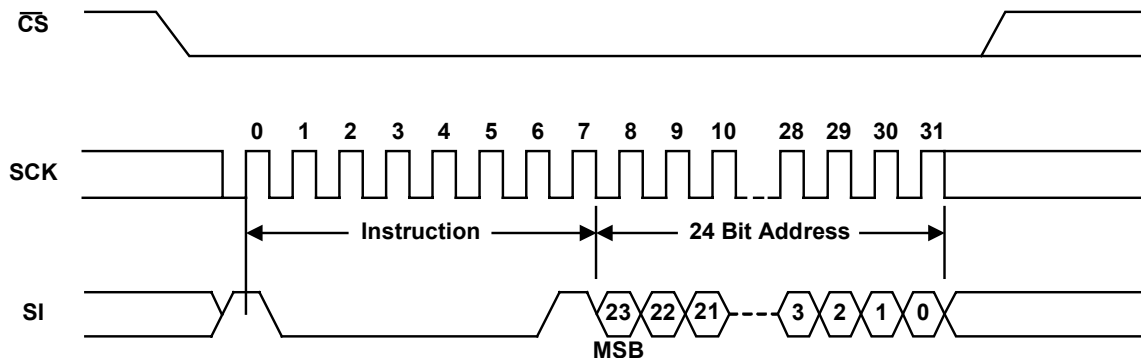 C̅S̅
0 1 2 3 4 5 6 7 8 9 10 28 29 30 31
SCK
Instruction 24 Bit Address
SI 23 22 21 3 2 1 0
MSB